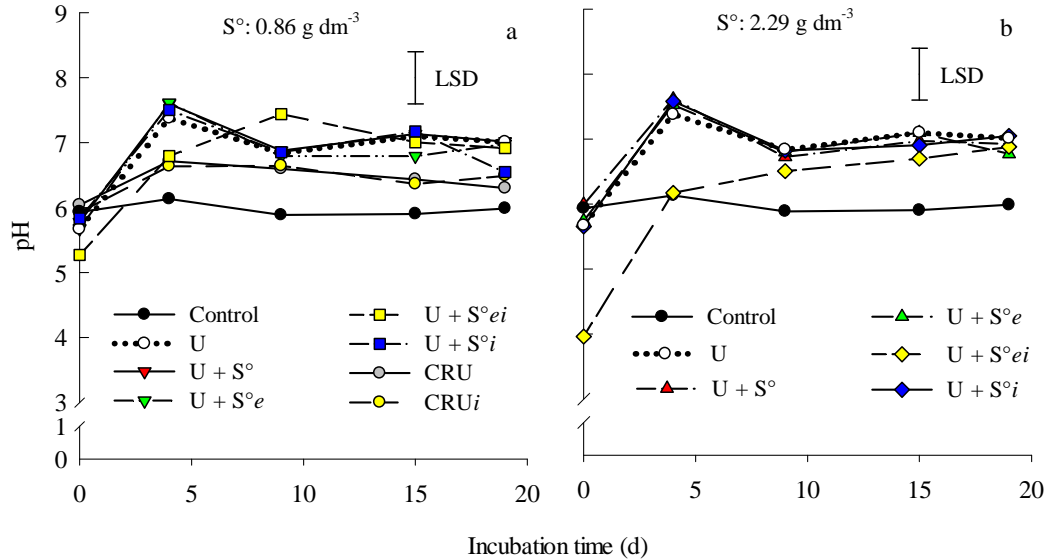 S°: 0.86 g dm-3
a
S°: 2.29 g dm-3
b
LSD
LSD
pH
9
8
7
6
5
4
3
1
0
Control
U
U + S°
U + S°e
U + S°ei
U + S°i
CRU
CRUi
Control
U
U + S°
U + S°e
U + S°ei
U + S°i
0 5 10 15 20
0 5 10 15 20
Incubation time (d)